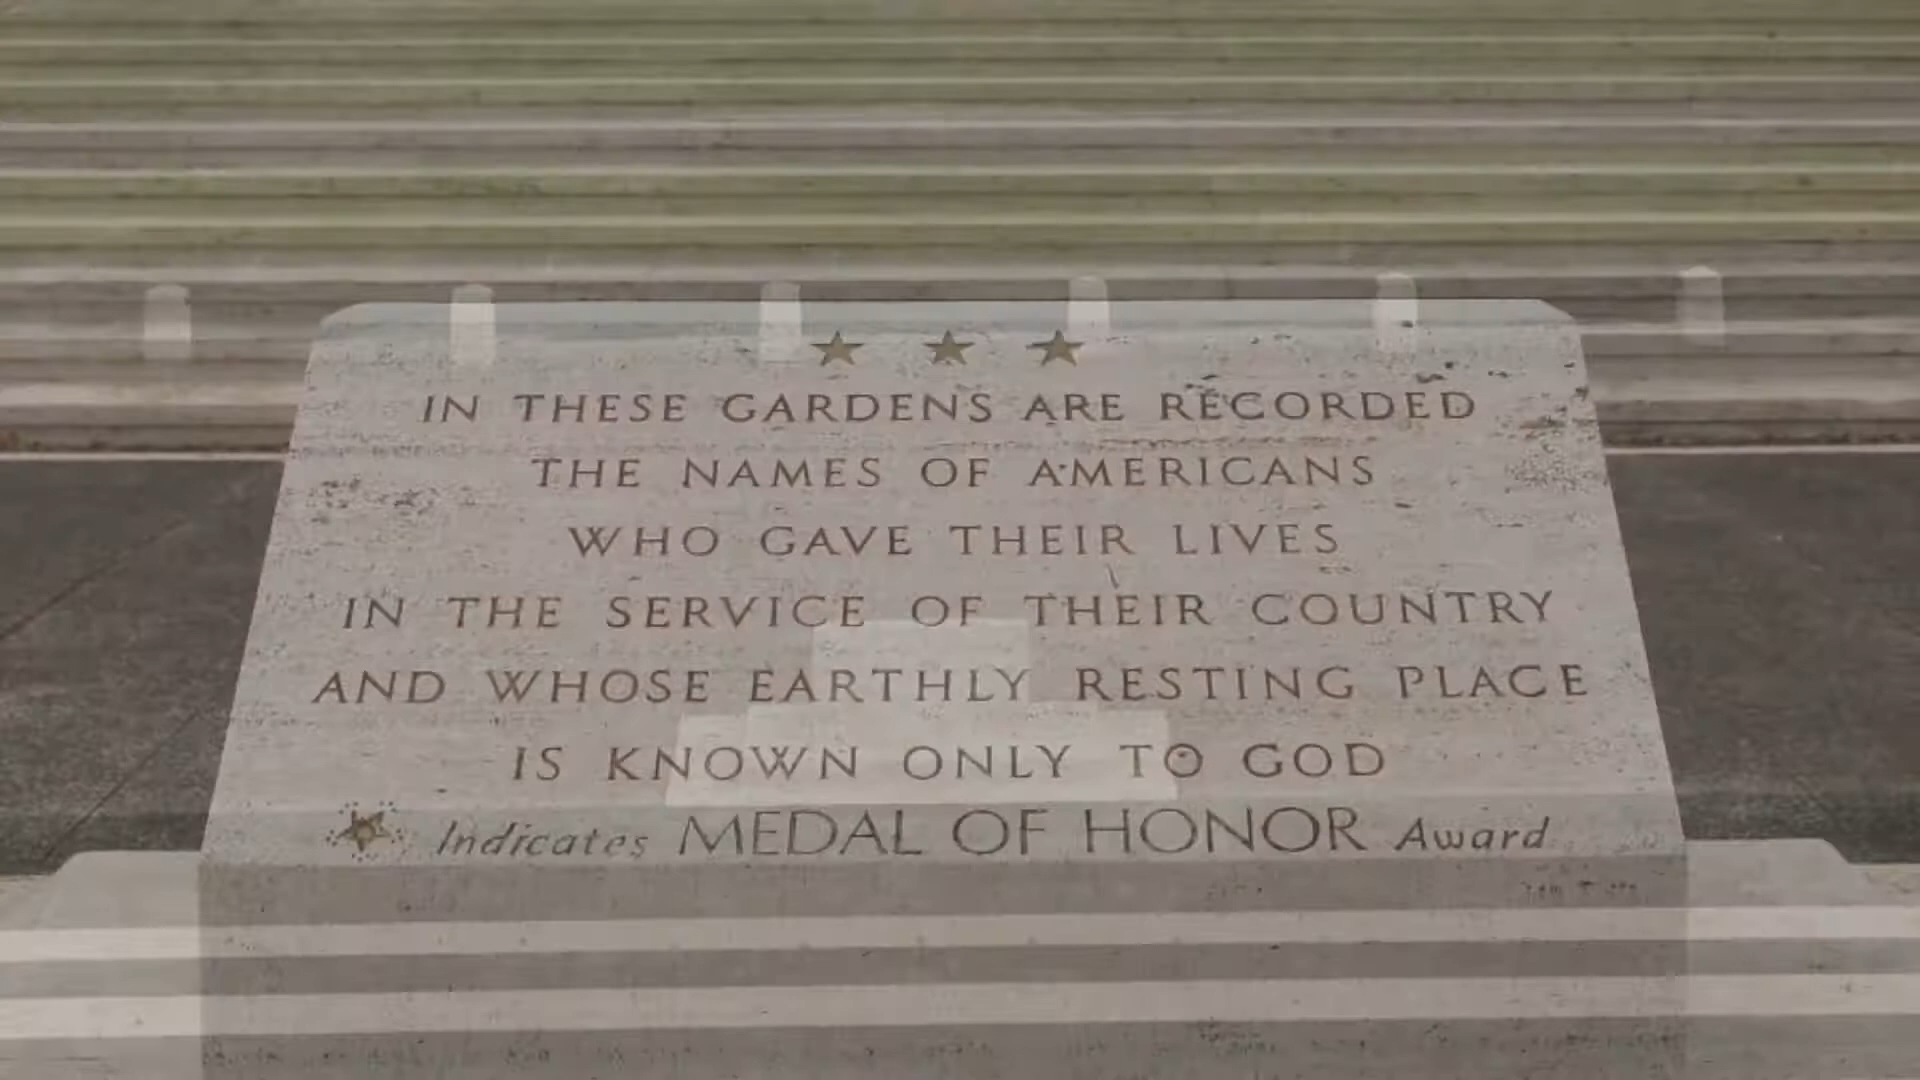 IN THESE GARDENS ARE RECORDED
THE NAMES OF AMERICANS
WHO GAVE THEIR LIVES
IN THE SERVICE OF THEIR COUNTRY
AND WHOSE EARTHLY RESTING PLACE
IS KNOWN ONLY TO GOD
Indicates MEDAL OF HONOR Award